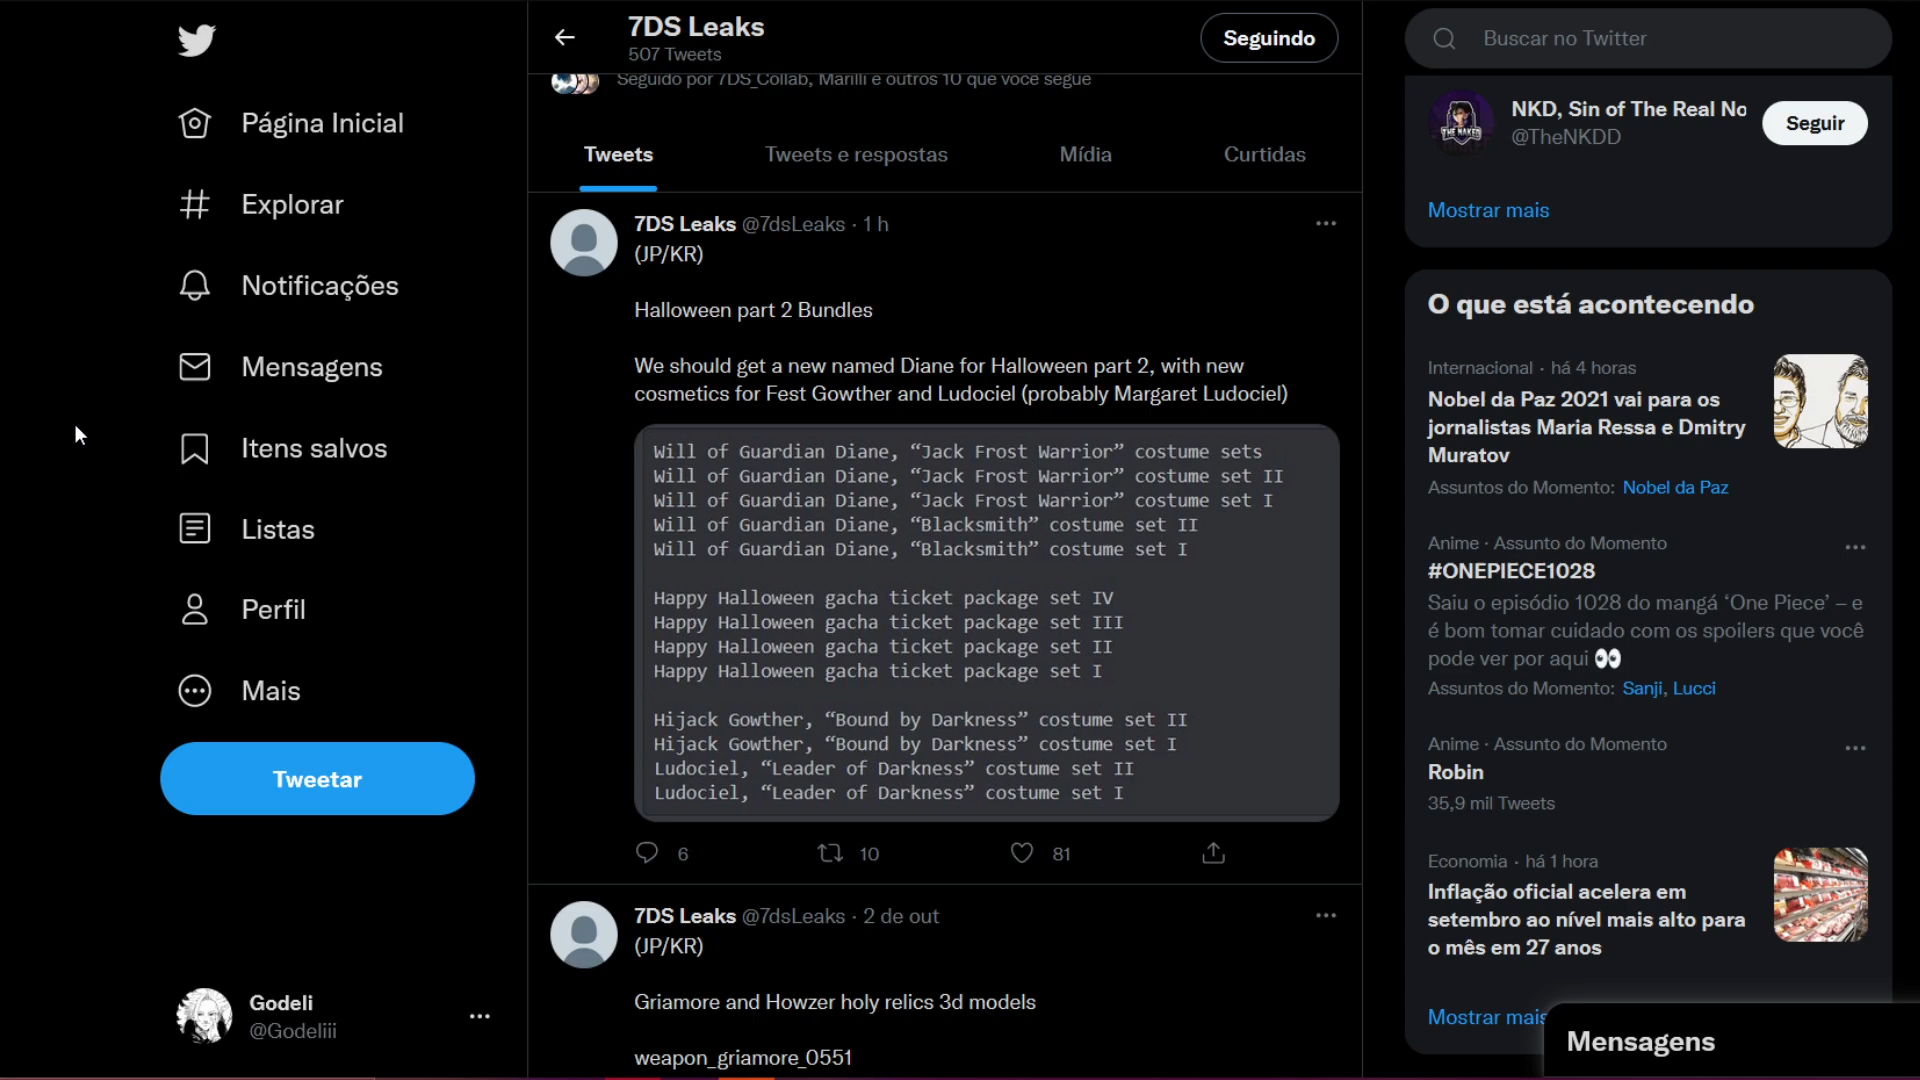 Página Inicial
Explorar
Notificações
Mensagens
Itens salvos
Listas
Perfil
Mais
Tweetar
Godeli
@Godeliii
7DS Leaks
507 Tweets
Seguindo
Seguido por 7DS_Collab, Marilli e outros 10 que você segue
Tweets
Tweets e respostas
Mídia
Curtidas
7DS Leaks @7dsLeaks · 1 h
(JP/KR)
Halloween part 2 Bundles
We should get a new named Diane for Halloween part 2, with new
cosmetics for Fest Gowther and Ludociel (probably Margaret Ludociel)
Will of Guardian Diane, “Jack Frost Warrior” costume sets
Will of Guardian Diane, “Jack Frost Warrior” costume set II
Will of Guardian Diane, “Jack Frost Warrior” costume set I
Will of Guardian Diane, “Blacksmith” costume set II
Will of Guardian Diane, “Blacksmith” costume set I
Happy Halloween gacha ticket package set IV
Happy Halloween gacha ticket package set III
Happy Halloween gacha ticket package set II
Happy Halloween gacha ticket package set I
Hijack Gowther, “Bound by Darkness” costume set II
Hijack Gowther, “Bound by Darkness” costume set I
Ludociel, “Leader of Darkness” costume set II
Ludociel, “Leader of Darkness” costume set I
6
10
81
7DS Leaks @7dsLeaks · 2 de out
(JP/KR)
Griamore and Howzer holy relics 3d models
weapon_griamore_0551
Buscar no Twitter
THE NAKED
NKD, Sin of The Real No
@TheNKDD
Seguir
Mostrar mais
O que está acontecendo
Internacional · há 4 horas
Nobel da Paz 2021 vai para os
jornalistas Maria Ressa e Dmitry
Muratov
Assuntos do Momento: Nobel da Paz
Anime · Assunto do Momento
#ONEPIECE1028
Saiu o episódio 1028 do mangá ‘One Piece’ – e
é bom tomar cuidado com os spoilers que você
pode ver por aqui 👀
Assuntos do Momento: Sanji, Lucci
Anime · Assunto do Momento
Robin
35,9 mil Tweets
Economia · há 1 hora
Inflação oficial acelera em
setembro ao nível mais alto para
o mês em 27 anos
Mostrar mais
Mensagens